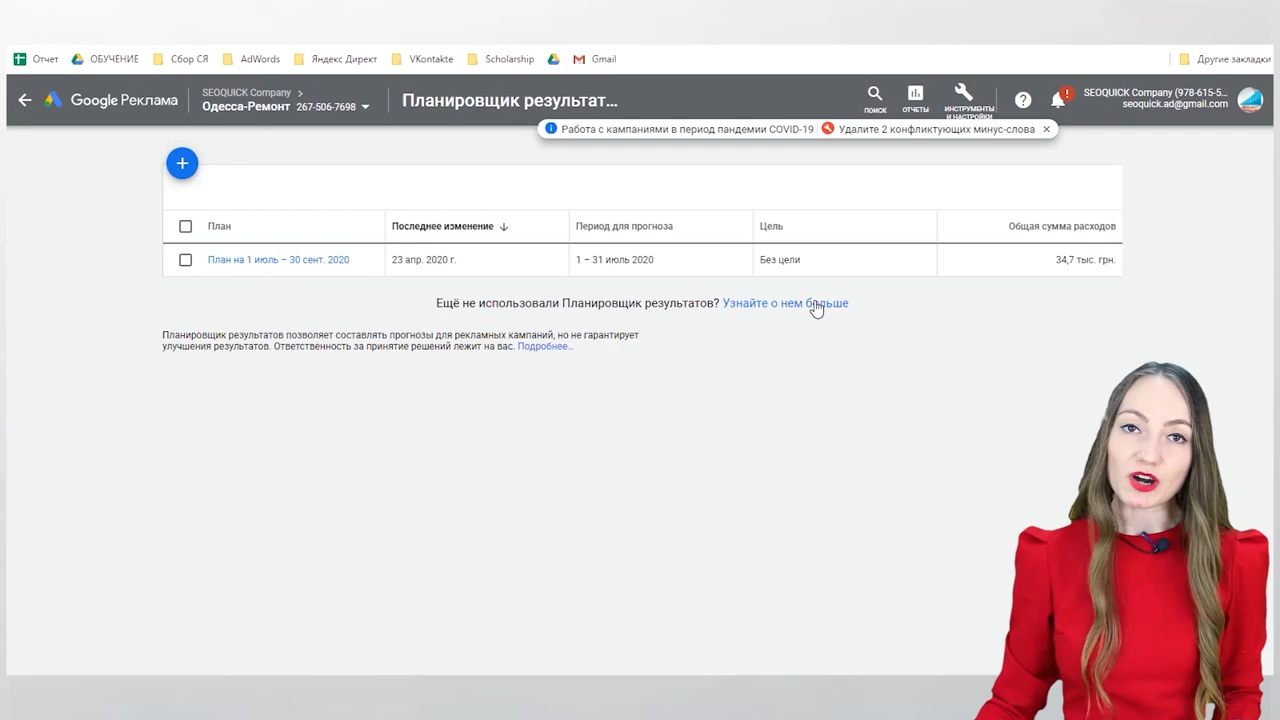 Отчет ОБУЧЕНИЕ Сбор СЯ AdWords Яндекс Директ VKontakte Scholarship Gmail Другие закладки
Google Реклама
SEOQUICK Company
Одесса-Ремонт 267-506-7698
Планировщик результат...
ПОИСК
ОТЧЕТЫ
ИНСТРУМЕНТЫ
И НАСТРОЙКИ
SEOQUICK Company (978-615-5...
seoquick.ad@gmail.com
Работа с кампаниями в период пандемии COVID-19 Удалите 2 конфликтующих минус-слова
План Последнее изменение Период для прогноза Цель Общая сумма расходов
План на 1 июль – 30 сент. 2020 23 апр. 2020 г. 1 – 31 июль 2020 Без цели 34,7 тыс. грн.
Ещё не использовали Планировщик результатов? Узнайте о нем больше
Планировщик результатов позволяет составлять прогнозы для рекламных кампаний, но не гарантирует
улучшения результатов. Ответственность за принятие решений лежит на вас. Подробнее...